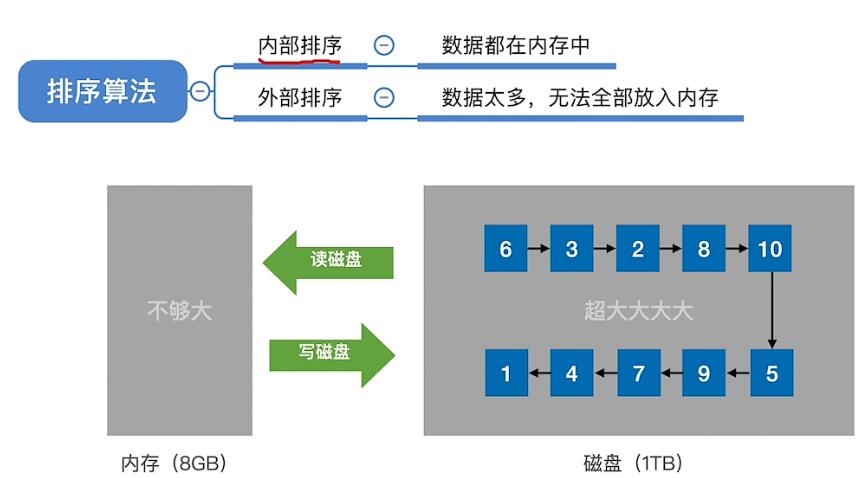 排序算法
内部排序
数据都在内存中
外部排序
数据太多，无法全部放入内存
不够大
读磁盘
写磁盘
6 3 2 8 10
超大大大大
1 4 7 9 5
内存（8GB）
磁盘（1TB）